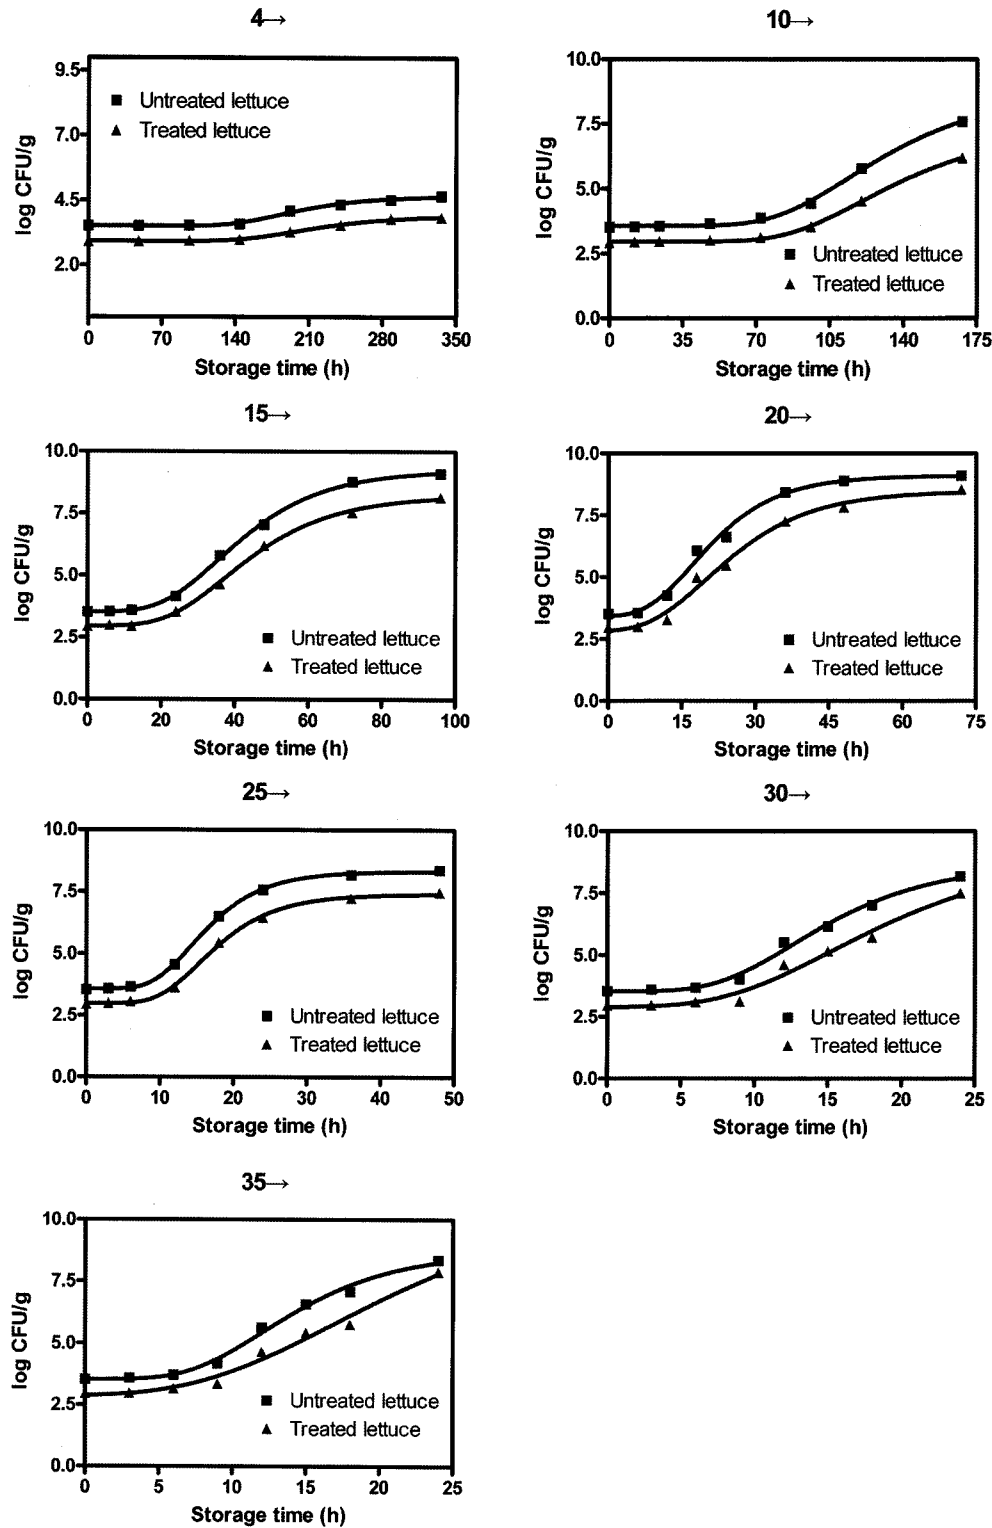 4→
9.5
7.0
4.5
2.0
log CFU/g
Untreated lettuce
Treated lettuce
0 70 140 210 280 350
Storage time (h)
10→
10.0
7.5
5.0
2.5
0.0
log CFU/g
Untreated lettuce
Treated lettuce
0 35 70 105 140 175
Storage time (h)
15→
10.0
7.5
5.0
2.5
0.0
log CFU/g
Untreated lettuce
Treated lettuce
0 20 40 60 80 100
Storage time (h)
20→
10.0
7.5
5.0
2.5
0.0
log CFU/g
Untreated lettuce
Treated lettuce
0 15 30 45 60 75
Storage time (h)
25→
10.0
7.5
5.0
2.5
0.0
log CFU/g
Untreated lettuce
Treated lettuce
0 10 20 30 40 50
Storage time (h)
30→
10.0
7.5
5.0
2.5
0.0
log CFU/g
Untreated lettuce
Treated lettuce
0 5 10 15 20 25
Storage time (h)
35→
10.0
7.5
5.0
2.5
0.0
log CFU/g
Untreated lettuce
Treated lettuce
0 5 10 15 20 25
Storage time (h)